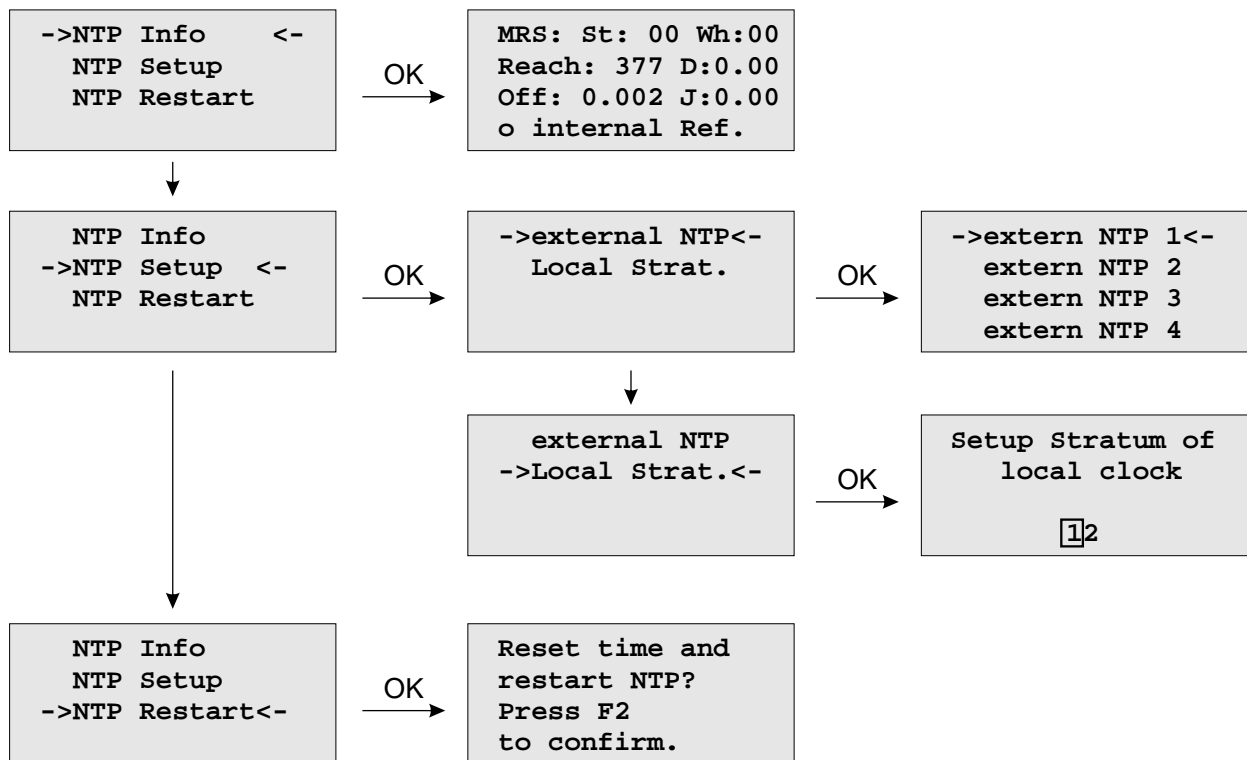 ->NTP Info    <-
NTP Setup
NTP Restart
OK
MRS: St: 00 Wh:00
Reach: 377 D:0.00
Off: 0.002 J:0.00
o internal Ref.
NTP Info
->NTP Setup  <-
NTP Restart
OK
->external NTP<-
Local Strat.
OK
->extern NTP 1<-
extern NTP 2
extern NTP 3
extern NTP 4
external NTP
->Local Strat.<-
OK
Setup Stratum of
local clock
12
NTP Info
NTP Setup
->NTP Restart<-
OK
Reset time and
restart NTP?
Press F2
to confirm.